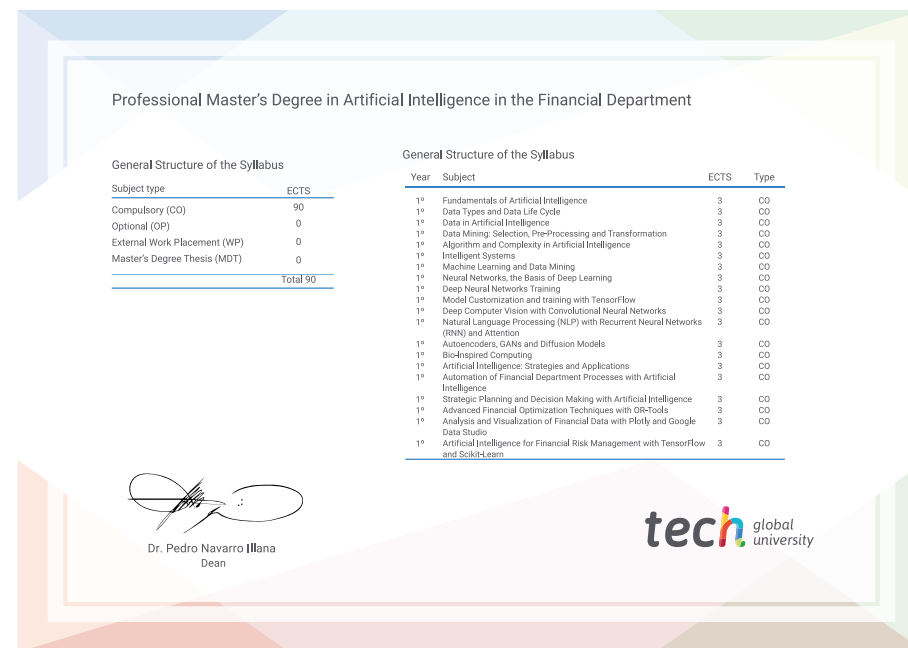 Professional Master's Degree in Artificial Intelligence in the Financial Department
General Structure of the Syllabus
Subject type ECTS
Compulsory (CO) 90
Optional (OP) 0
External Work Placement (WP) 0
Master's Degree Thesis (MDT) 0
Total 90
General Structure of the Syllabus
Year Subject ECTS Type
1º Fundamentals of Artificial Intelligence 3 CO
1º Data Types and Data Life Cycle 3 CO
1º Data in Artificial Intelligence 3 CO
1º Data Mining: Selection, Pre-Processing and Transformation 3 CO
1º Algorithm and Complexity in Artificial Intelligence 3 CO
1º Intelligent Systems 3 CO
1º Machine Learning and Data Mining 3 CO
1º Neural Networks, the Basis of Deep Learning 3 CO
1º Deep Neural Networks Training 3 CO
1º Model Customization and training with TensorFlow 3 CO
1º Deep Computer Vision with Convolutional Neural Networks 3 CO
1º Natural Language Processing (NLP) with Recurrent Neural Networks 3 CO
(RNN) and Attention
1º Autoencoders, GANs and Diffusion Models 3 CO
1º Bio-Inspired Computing 3 CO
1º Artificial Intelligence: Strategies and Applications 3 CO
1º Automation of Financial Department Processes with Artificial 3 CO
Intelligence
1º Strategic Planning and Decision Making with Artificial Intelligence 3 CO
1º Advanced Financial Optimization Techniques with OR-Tools 3 CO
1º Analysis and Visualization of Financial Data with Plotly and Google 3 CO
Data Studio
1º Artificial Intelligence for Financial Risk Management with TensorFlow 3 CO
and Scikit-Learn
Dr. Pedro Navarro Illana
Dean
tech global
university